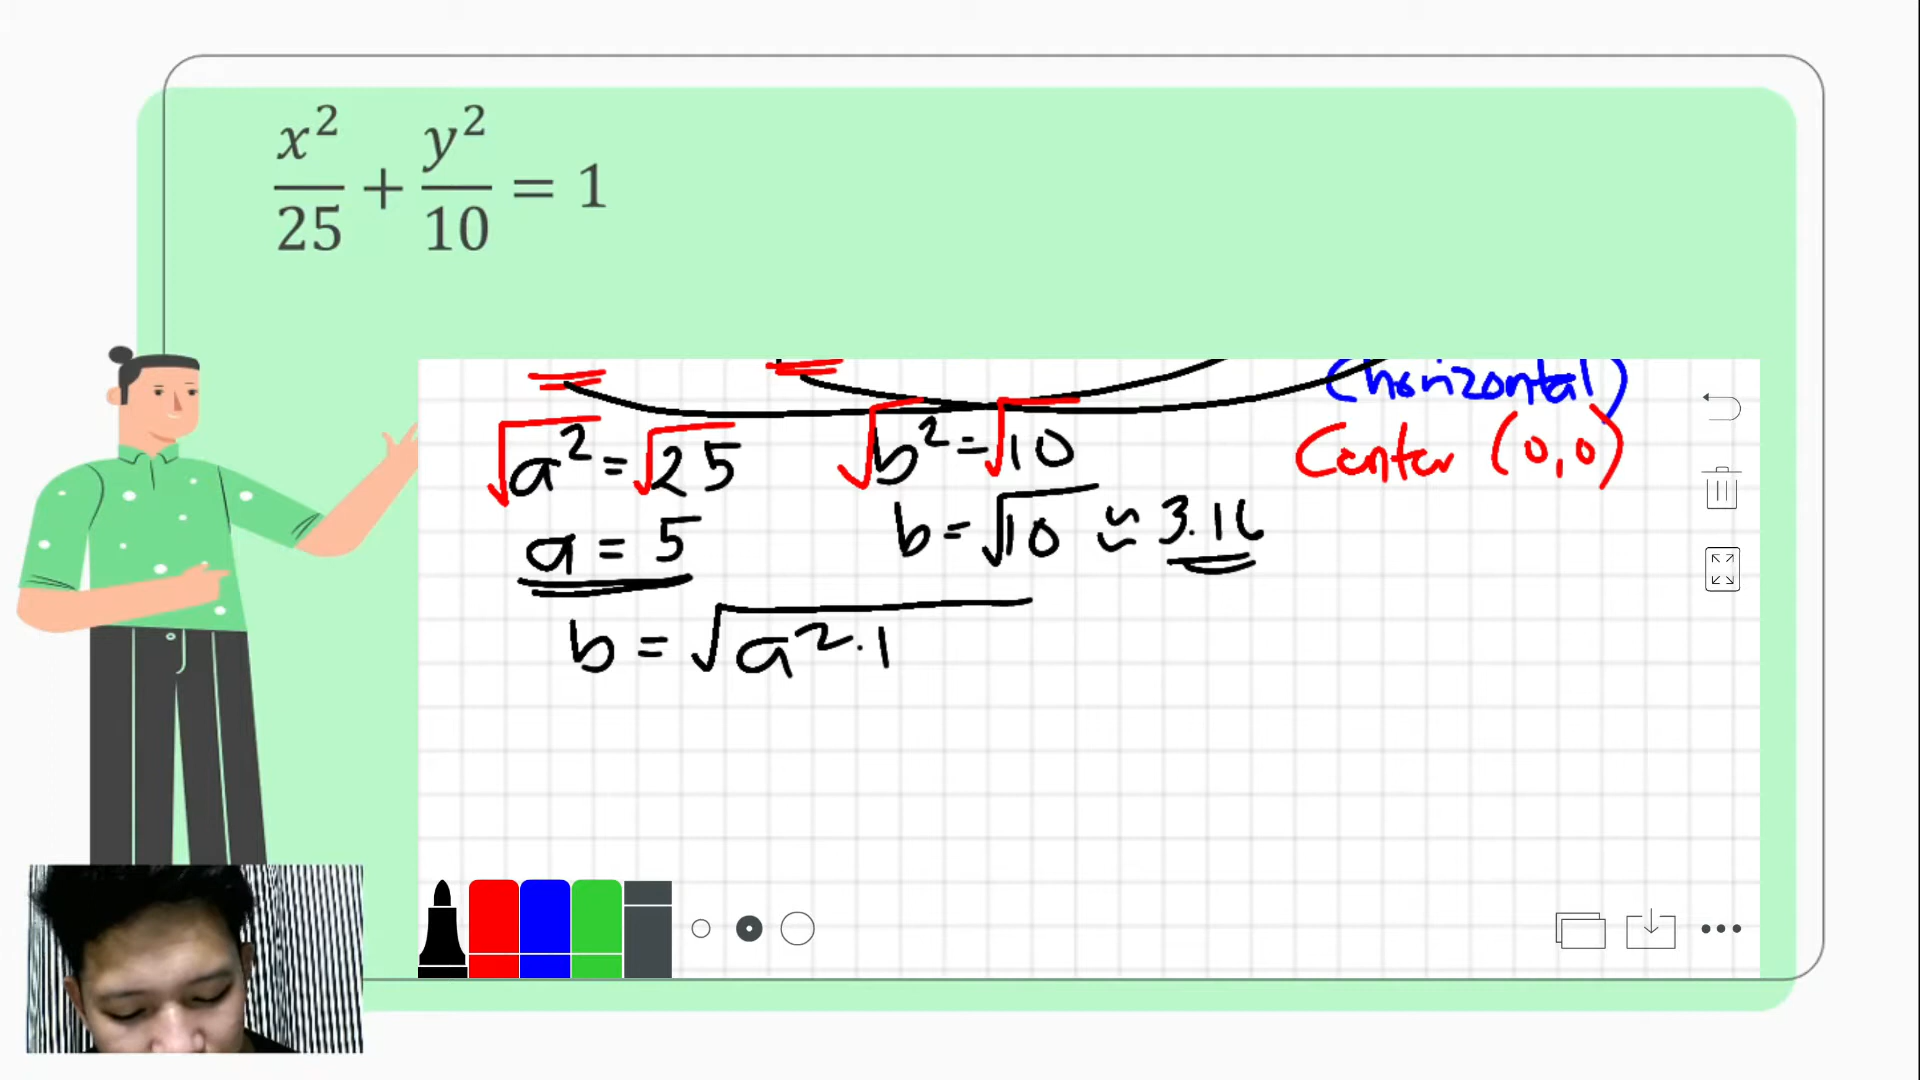 x²/25 + y²/10 = 1
(horizontal)
√a² = √25
√b² = √10
Center (0,0)
a = 5
b = √10 ≈ 3.16
b = √a².1